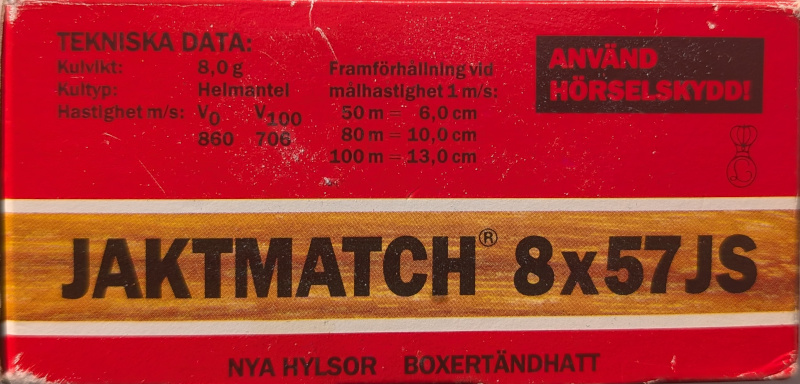 TEKNISKA DATA:
Kulvikt: 8,0 g
Kultyp: Helmantel
Hastighet m/s: V0 V100
860 706
Framförhållning vid
målhastighet 1 m/s:
50 m = 6,0 cm
80 m = 10,0 cm
100 m = 13,0 cm
ANVÄND
HÖRSELSKYDD!
JAKTMATCH® 8x57JS
NYA HYLSOR BOXERTÄNDHATT